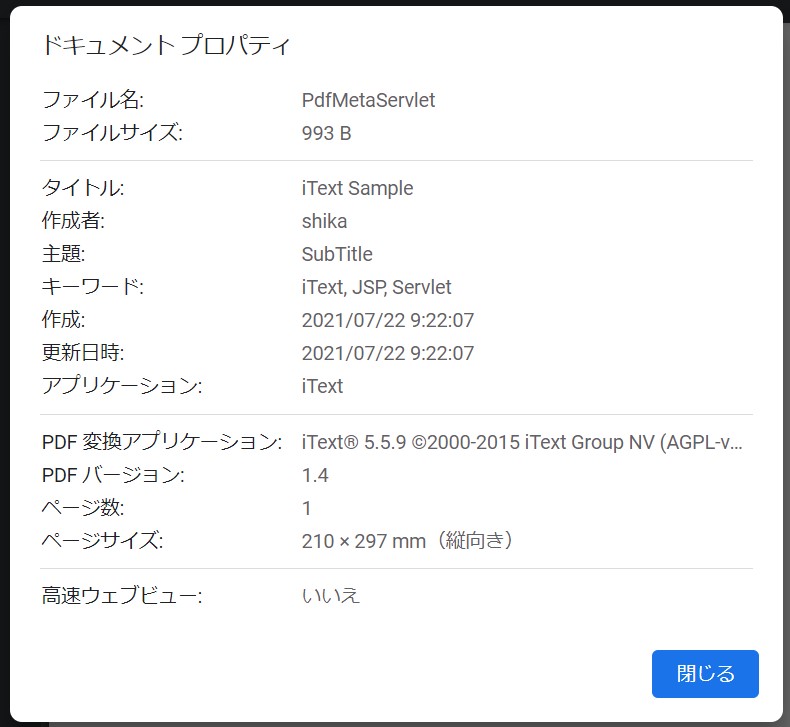 ドキュメント プロパティ
ファイル名: PdfMetaServlet
ファイルサイズ: 993 B
タイトル: iText Sample
作成者: shika
主題: SubTitle
キーワード: iText, JSP, Servlet
作成: 2021/07/22 9:22:07
更新日時: 2021/07/22 9:22:07
アプリケーション: iText
PDF 変換アプリケーション: iText® 5.5.9 ©2000-2015 iText Group NV (AGPL-v...
PDF バージョン: 1.4
ページ数: 1
ページサイズ: 210 × 297 mm（縦向き）
高速ウェブビュー: いいえ
閉じる